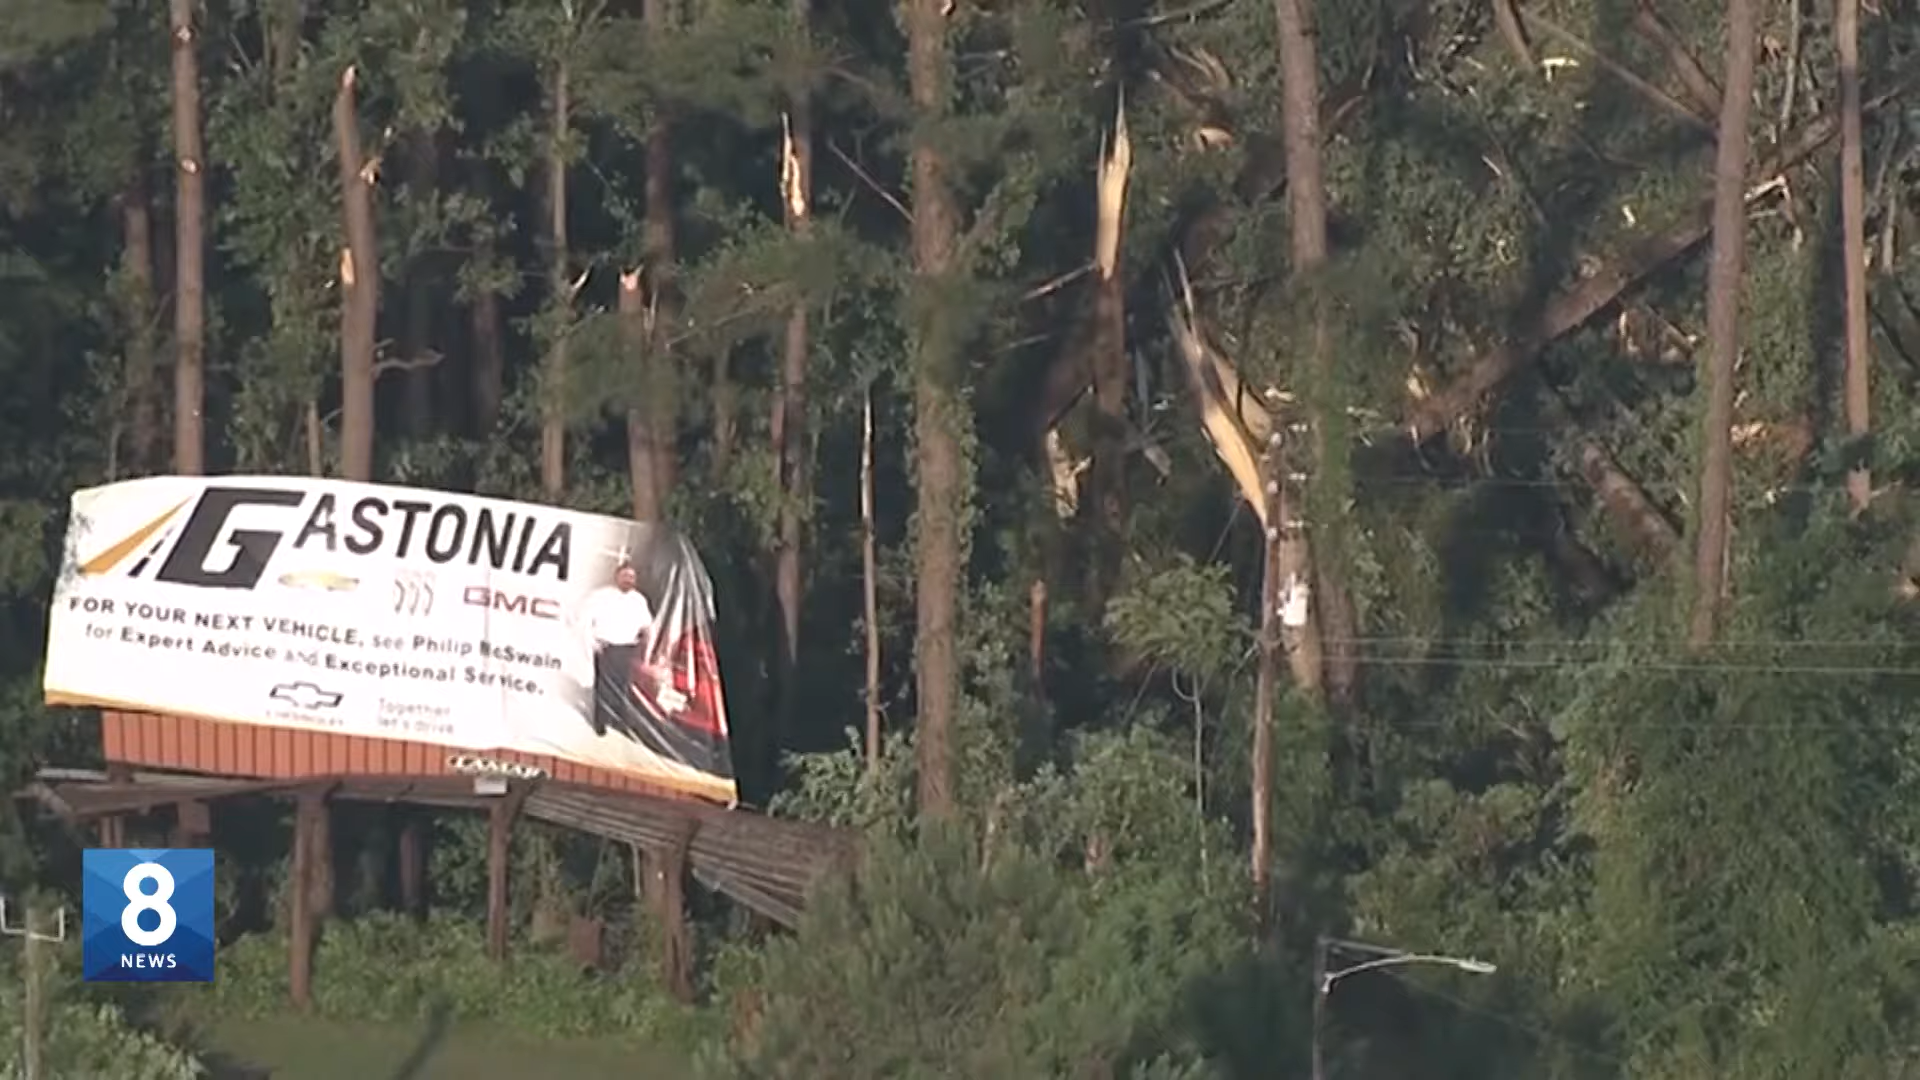 GASTONIA
GMC
FOR YOUR NEXT VEHICLE, see Philip McSwain
for Expert Advice and Exceptional Service.
CHEVROLET
Together
let's drive
LAMAR
8
NEWS